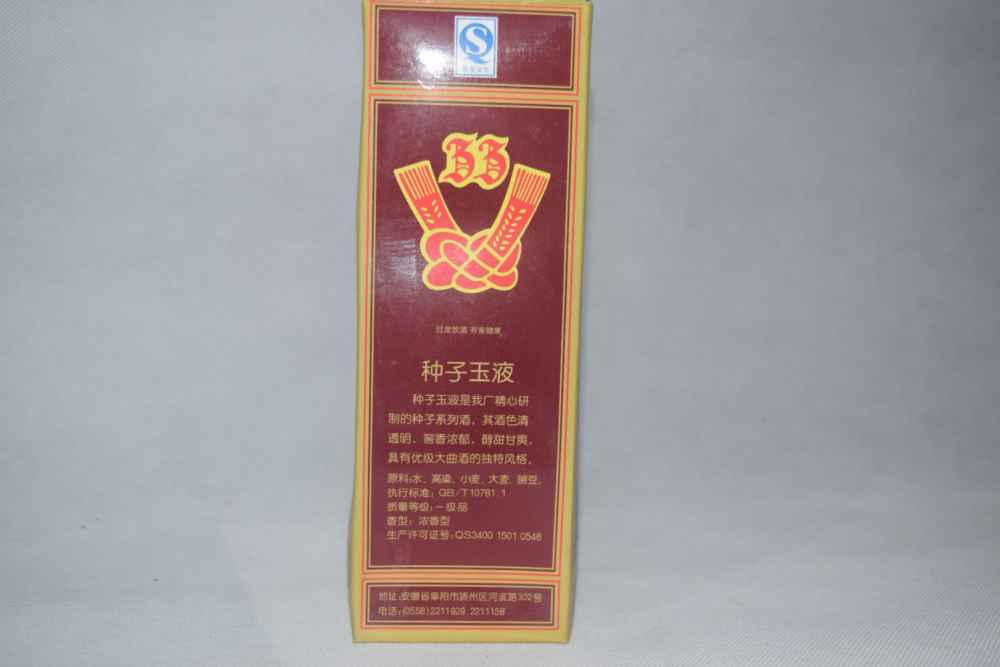 过度饮酒 有害健康
种子玉液
种子玉液是我厂精心研
制的种子系列酒，其酒色清
透明，窖香浓郁，醇甜甘爽，
具有优级大曲酒的独特风格。
原料:水、高粱、小麦、大麦、豌豆。
执行标准：GB/T10781.1
质量等级:一级品
香型：浓香型
生产许可证号:QS3400 1501 0546
地址:安徽省阜阳市颍州区河滨路302号
电话:(0558)2211929 2211158